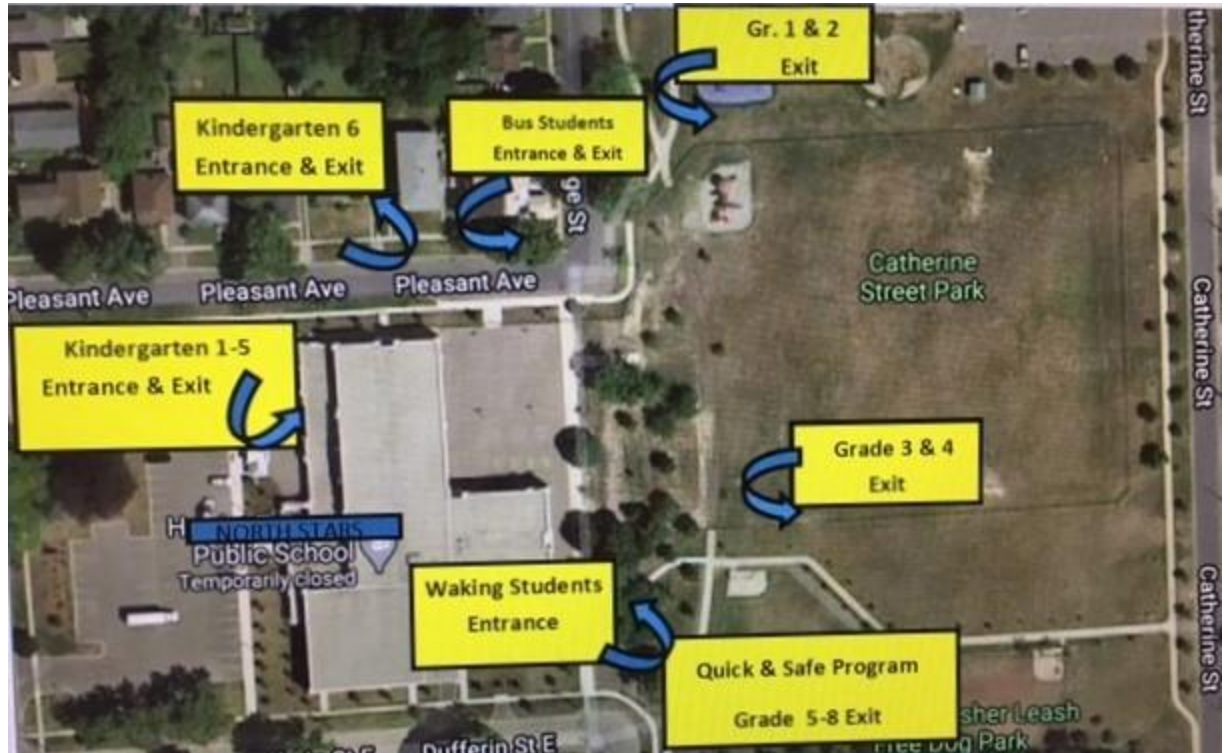 Gr. 1 & 2
Exit
therine St
Kindergarten 6
Entrance & Exit
Bus Students
Entrance & Exit
ge St
Pleasant Ave
Pleasant Ave
Pleasant Ave
Catherine
Street Park
Catherine St
Kindergarten 1-5
Entrance & Exit
Grade 3 & 4
Exit
H
NORTH STARS
Public School
Temporarily closed
Waking Students
Entrance
Catherine St
Quick & Safe Program
Grade 5-8 Exit
sher Leash
Free Dog Park
Dufferin St E